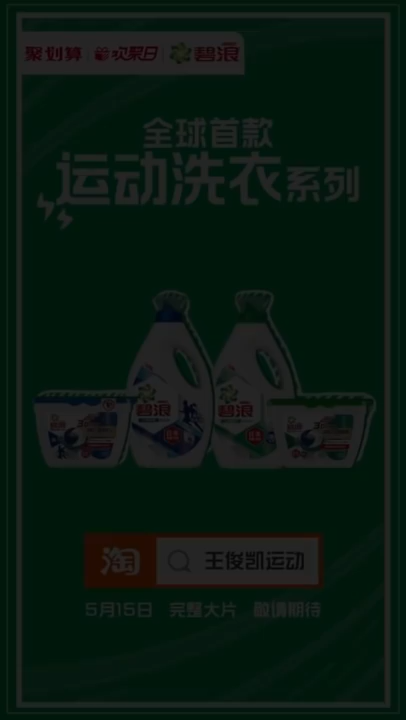 聚划算 首次聚日 碧浪
全球首款
运动洗衣系列
碧浪 碧浪
淘 王俊凯运动
5月15日 完整大片 敬请期待